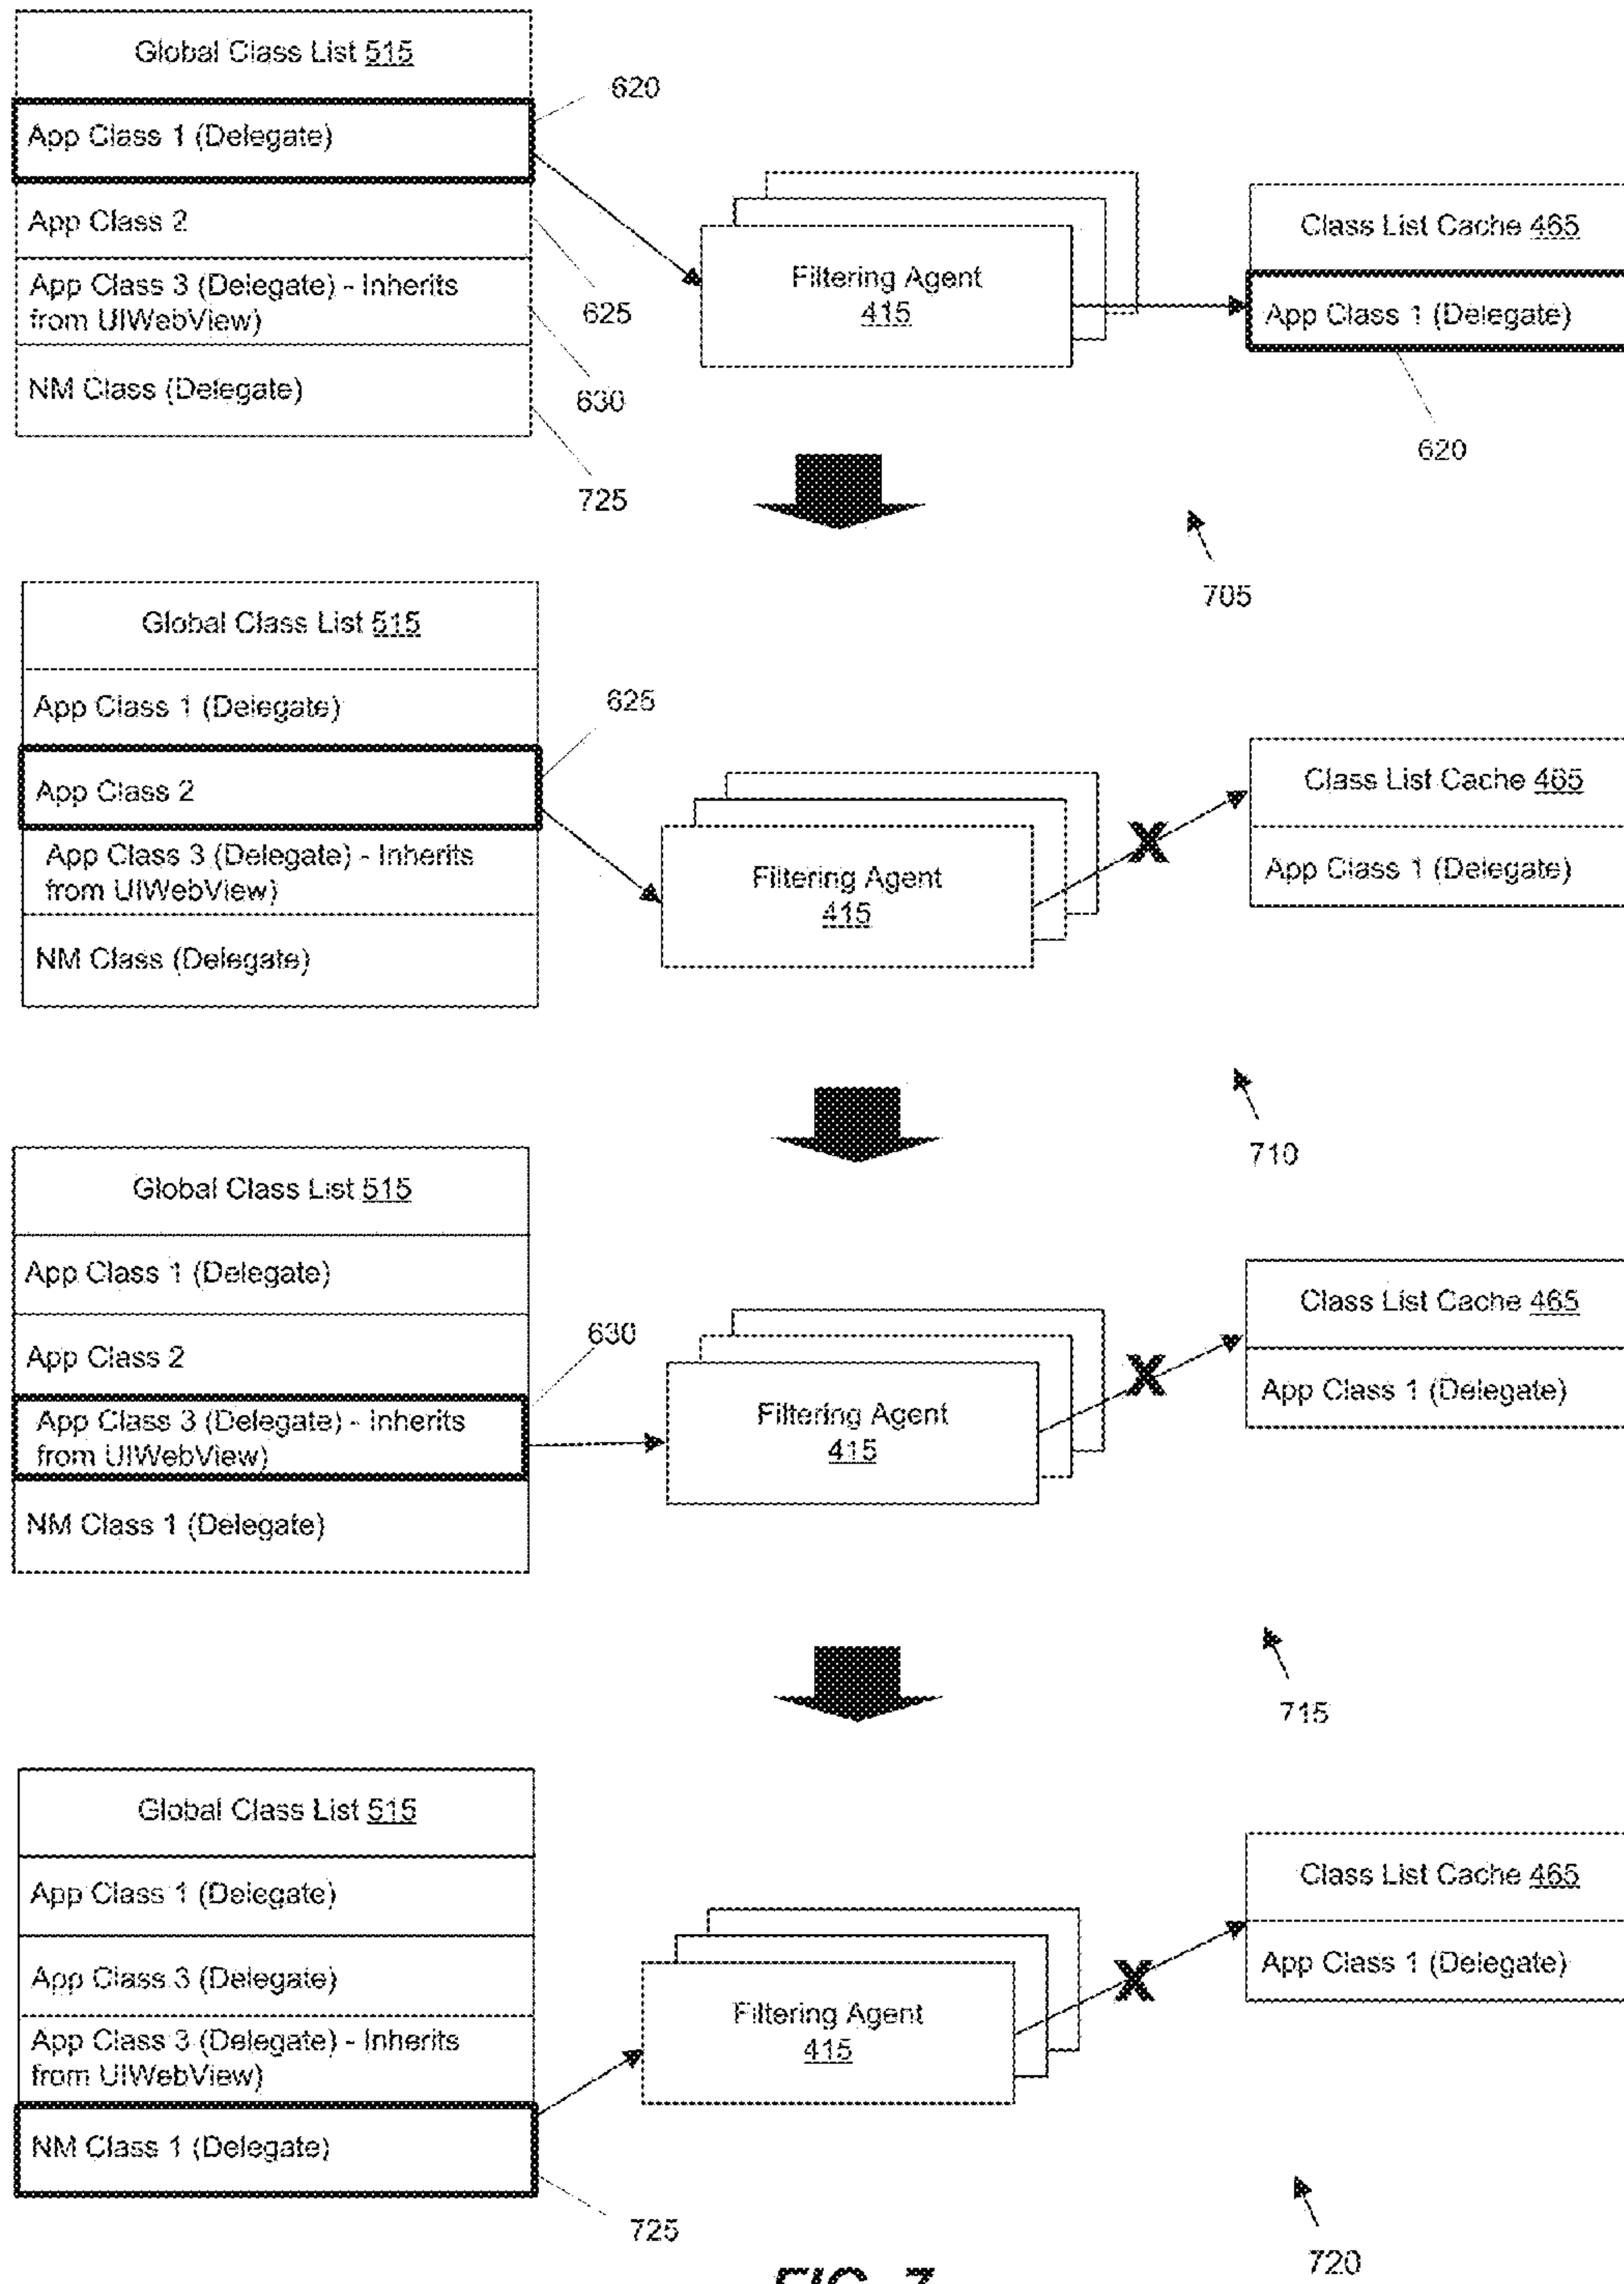 Global Class List 515
620
App Class 1 (Delegate)
App Class 2
Class List Cache 465
App Class 3 (Delegate) - Inherits
from UIWebView)
Filtering Agent
415
625
App Class 1 (Delegate)
NM Class (Delegate)
630
620
725
705
Global Class List 515
App Class 1 (Delegate)
625
App Class 2
Class List Cache 465
App Class 3 (Delegate) - Inherits
from UIWebView)
Filtering Agent
415
X
App Class 1 (Delegate)
NM Class (Delegate)
710
Global Class List 515
App Class 1 (Delegate)
Class List Cache 465
App Class 2
630
X
App Class 3 (Delegate) - Inherits
from UIWebView)
Filtering Agent
415
App Class 1 (Delegate)
NM Class 1 (Delegate)
715
Global Class List 515
App Class 1 (Delegate)
Class List Cache 465
App Class 3 (Delegate)
X
App Class 1 (Delegate)
App Class 3 (Delegate) - Inherits
from UIWebView)
Filtering Agent
415
NM Class 1 (Delegate)
725
720
FIG. 7